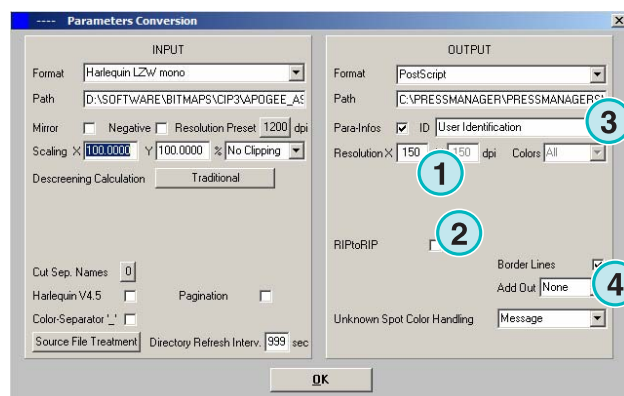 ---- Parameters Conversion
INPUT
Format Harlequin LZW mono
Path D:\SOFTWARE\BITMAPS\CIP3\APOGEE_AS
Mirror Negative Resolution Preset 1200 dpi
Scaling X 100.0000 Y 100.0000 % No Clipping
Descreening Calculation Traditional
Cut Sep. Names 0
Harlequin V4.5 Pagination
Color-Separator '_'
Source File Treatment Directory Refresh Interv. 999 sec
OUTPUT
Format PostScript
Path C:\PRESSMANAGER\PRESSMANAGERS\
Para-Infos ID User Identification 3
Resolution X 150 150 dpi Colors All
1
RIPtoRIP 2
Border Lines
Add Out None 4
Unknown Spot Color Handling Message
OK